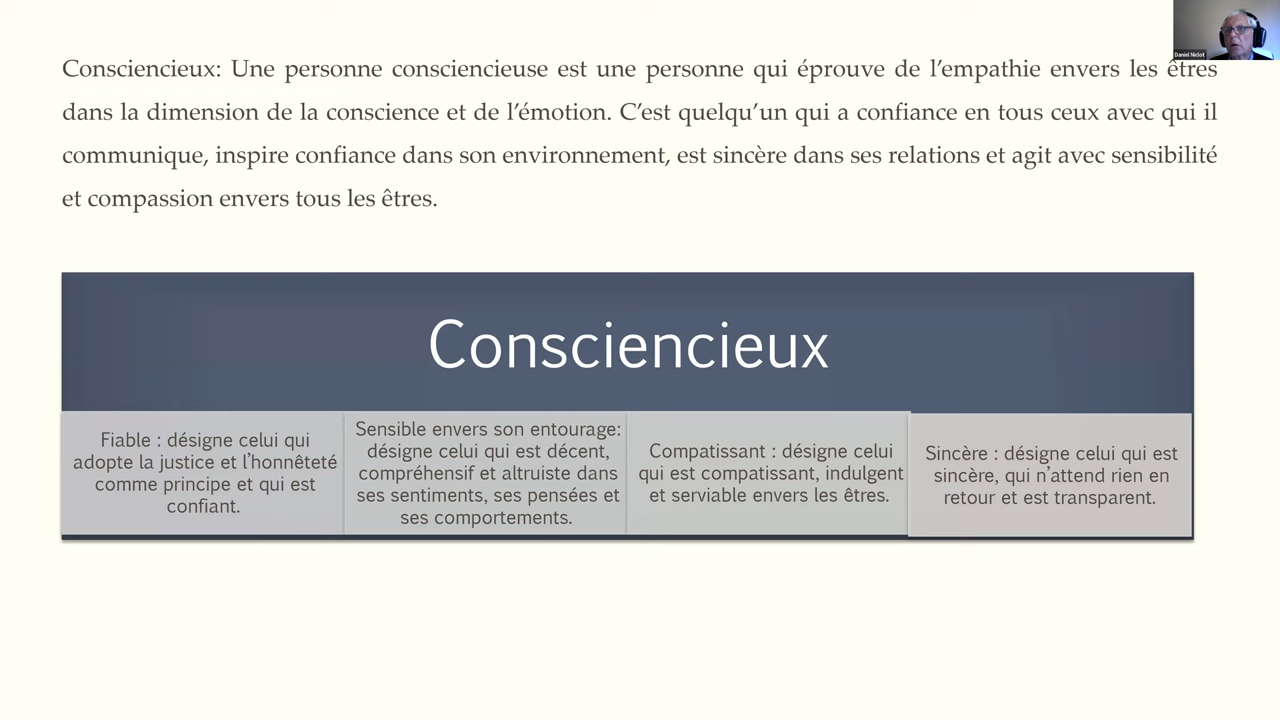 Daniel Niclot
Consciencieux: Une personne consciencieuse est une personne qui éprouve de l’empathie envers les êtres
dans la dimension de la conscience et de l’émotion. C’est quelqu’un qui a confiance en tous ceux avec qui il
communique, inspire confiance dans son environnement, est sincère dans ses relations et agit avec sensibilité
et compassion envers tous les êtres.
Consciencieux
Fiable : désigne celui qui
adopte la justice et l’honnêteté
comme principe et qui est
confiant.
Sensible envers son entourage:
désigne celui qui est décent,
compréhensif et altruiste dans
ses sentiments, ses pensées et
ses comportements.
Compatissant : désigne celui
qui est compatissant, indulgent
et serviable envers les êtres.
Sincère : désigne celui qui est
sincère, qui n’attend rien en
retour et est transparent.